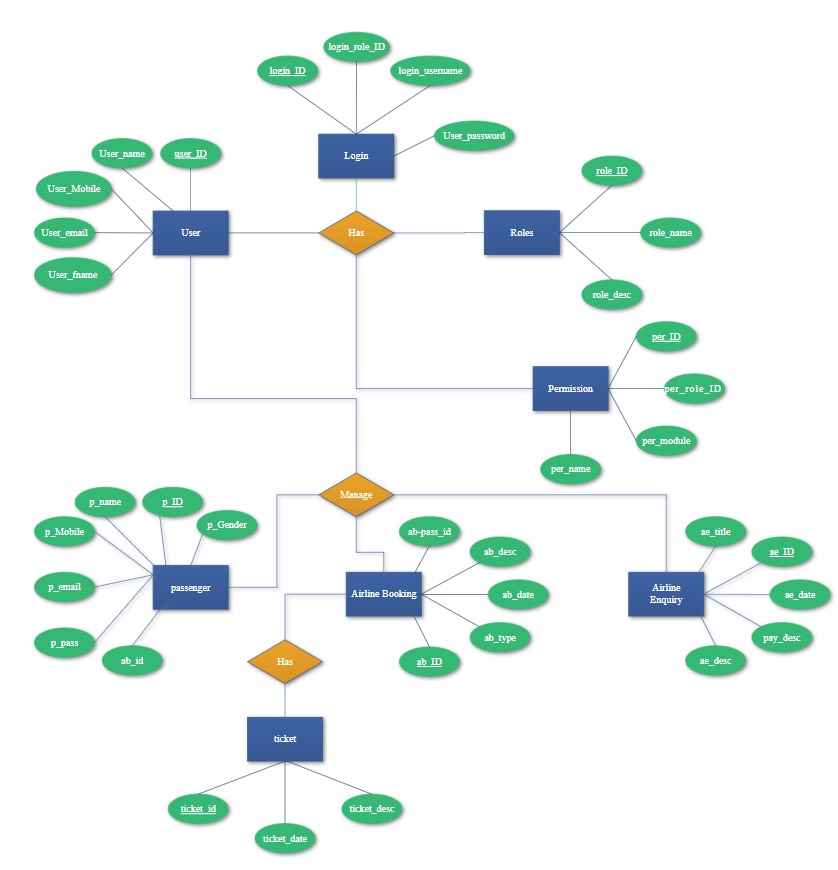 login_role_ID
login_ID
login_username
User_password
Login
User_name
user_ID
User_Mobile
User_email
User_fname
User
Has
Roles
role_ID
role_name
role_desc
per_ID
Permission
per_role_ID
per_module
per_name
Manage
p_name
p_ID
p_Gender
p_Mobile
p_email
p_pass
ab_id
passenger
ab-pass_id
ab_desc
ab_date
ab_type
ab_ID
Airline Booking
ae_title
ae_ID
ae_date
pay_desc
ae_desc
Airline
Enquiry
Has
ticket
ticket_id
ticket_date
ticket_desc